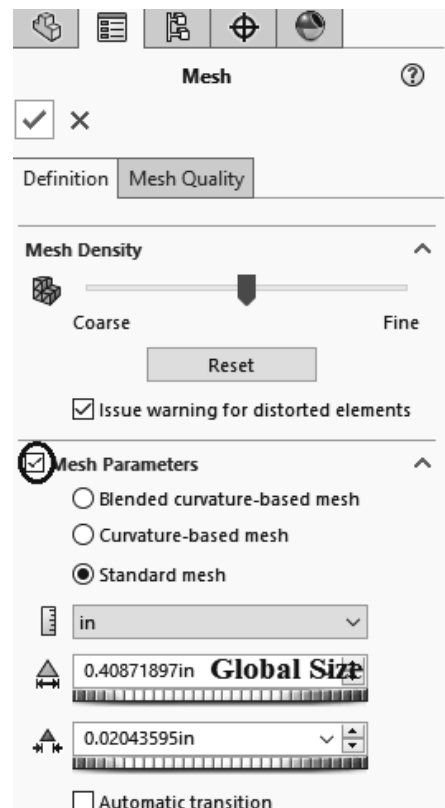 Mesh
Definition Mesh Quality
Mesh Density
Coarse Fine
Reset
Issue warning for distorted elements
Mesh Parameters
Blended curvature-based mesh
Curvature-based mesh
Standard mesh
in
0.40871897in Global Size
0.02043595in
Automatic transition